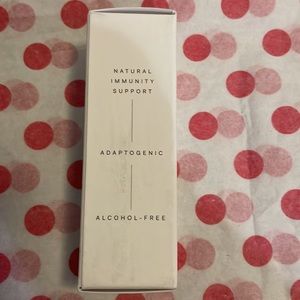 NATURAL
IMMUNITY
SUPPORT
ADAPTOGENIC
ALCOHOL-FREE